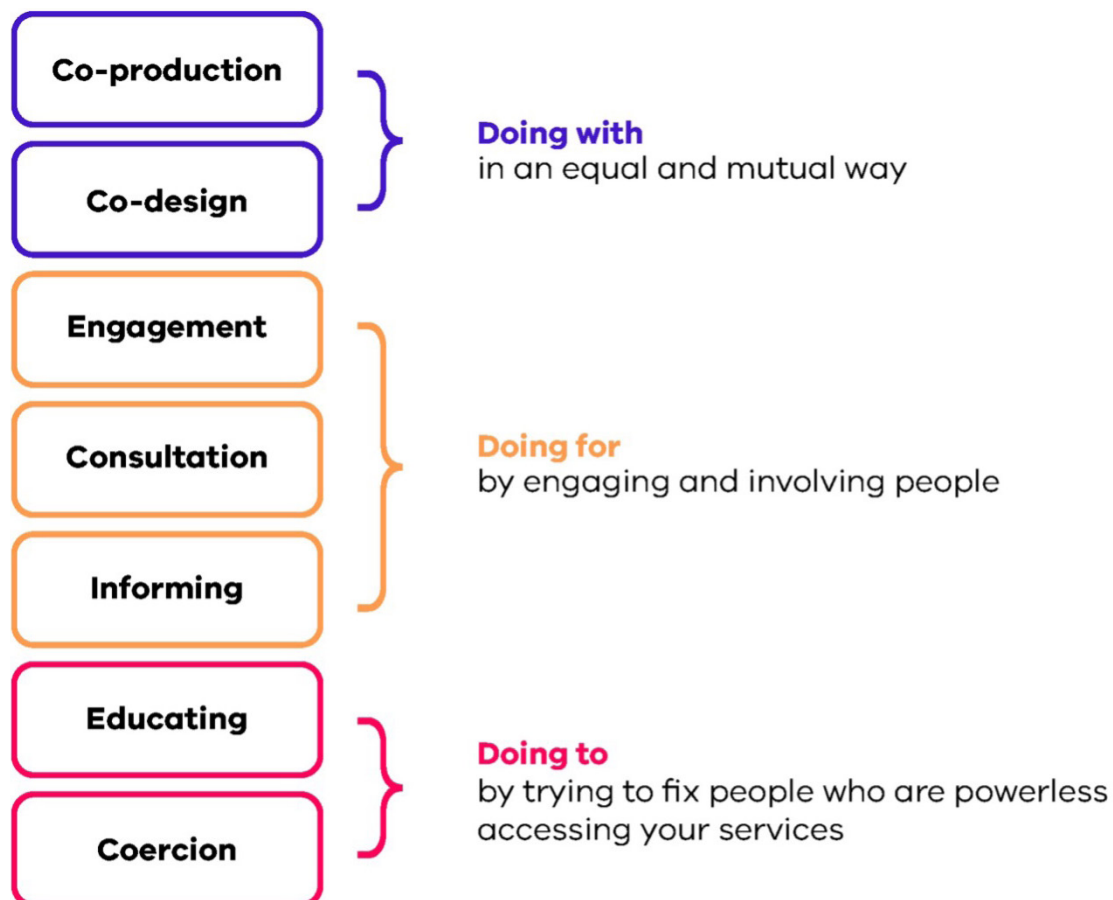 Co-production
Co-design
Doing with
in an equal and mutual way
Engagement
Consultation
Informing
Doing for
by engaging and involving people
Educating
Coercion
Doing to
by trying to fix people who are powerless
accessing your services